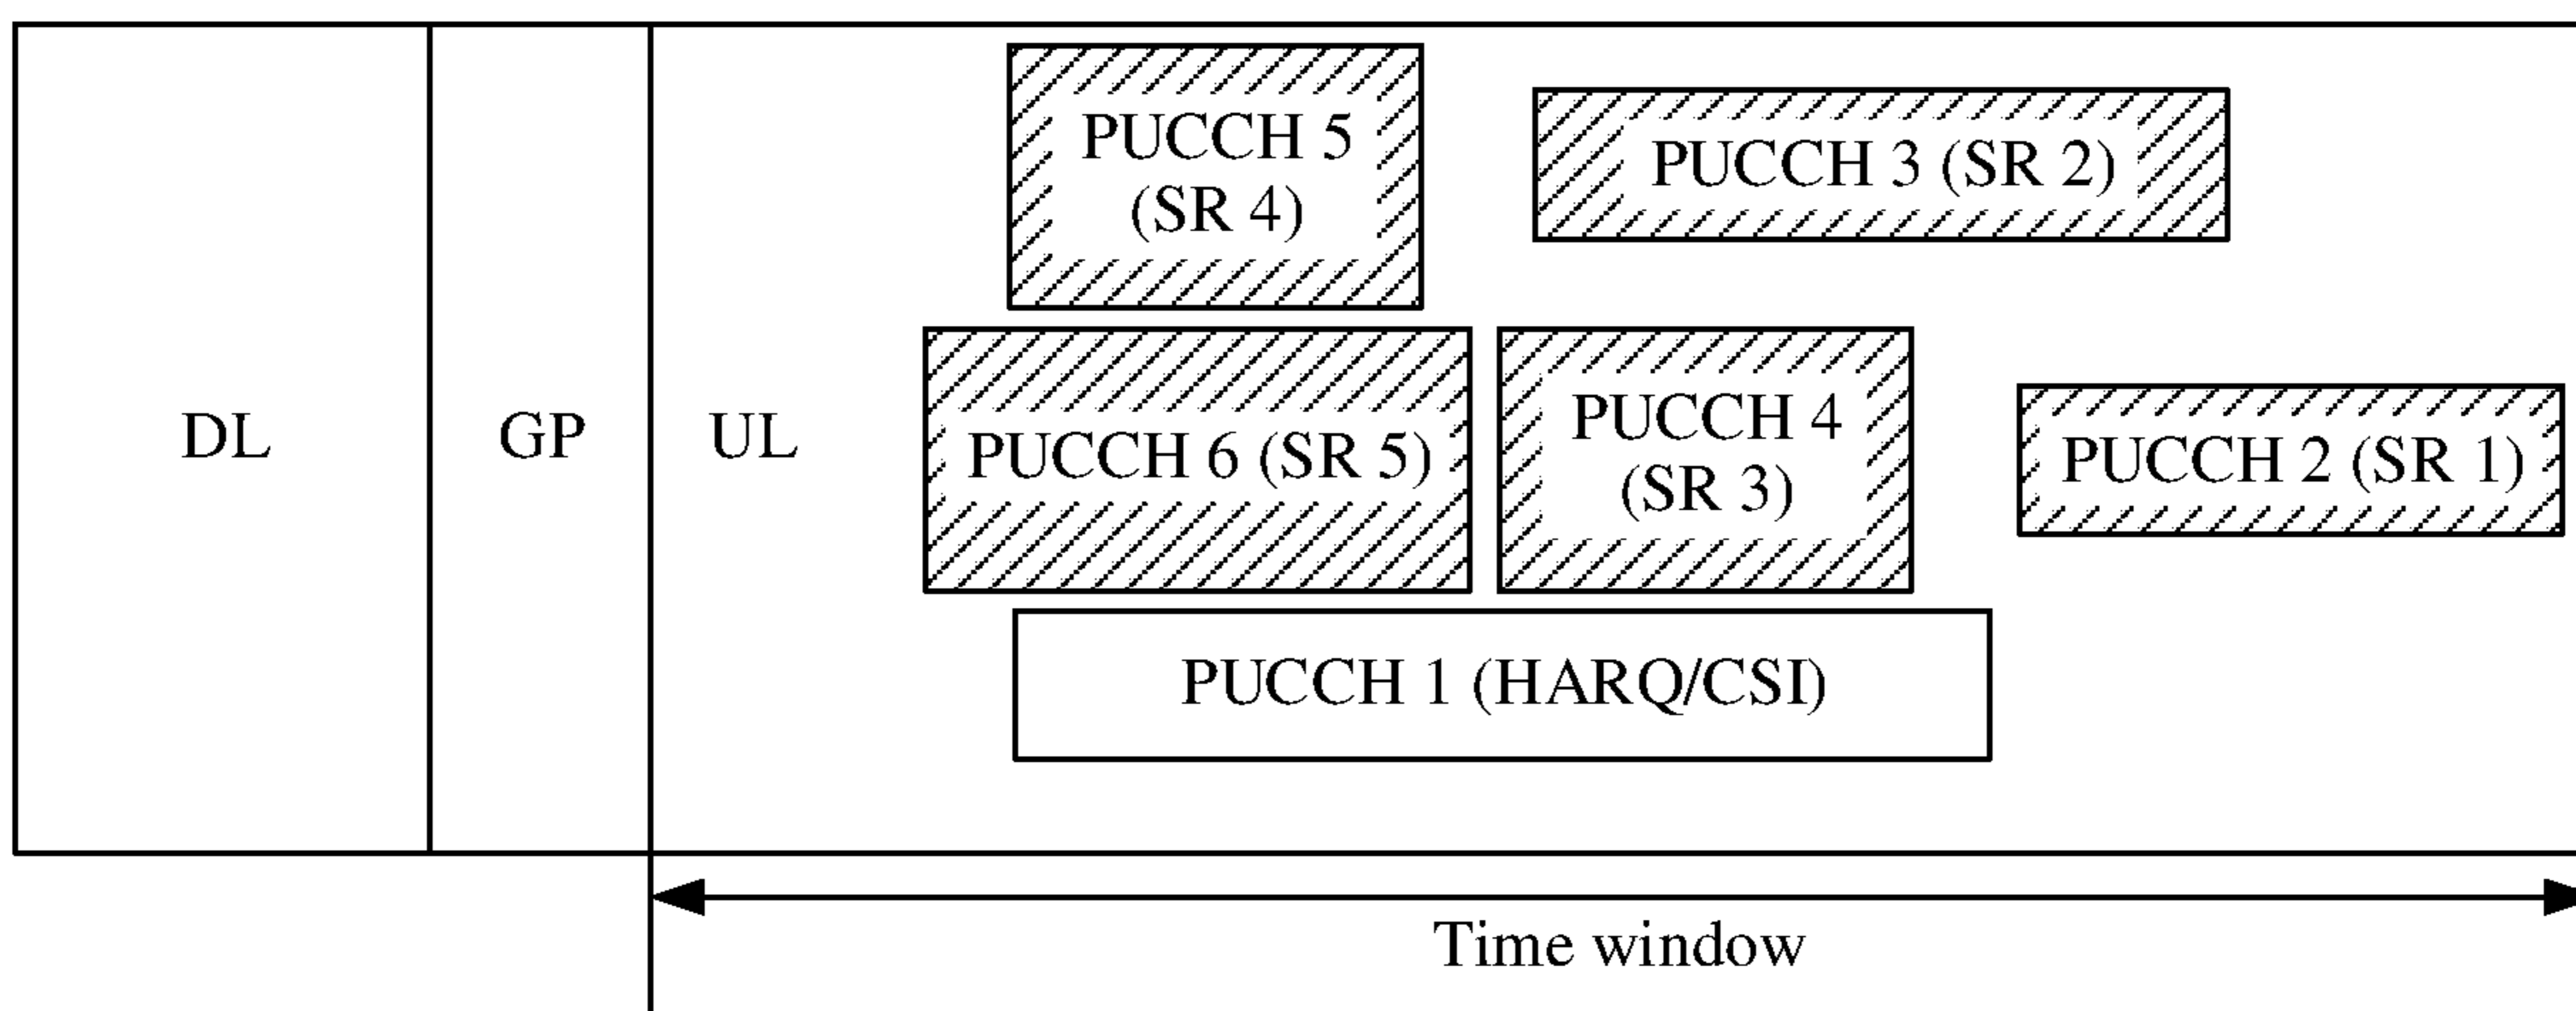 DL
GP
UL
PUCCH 5
(SR 4)
PUCCH 3 (SR 2)
PUCCH 6 (SR 5)
PUCCH 4
(SR 3)
PUCCH 2 (SR 1)
PUCCH 1 (HARQ/CSI)
Time window